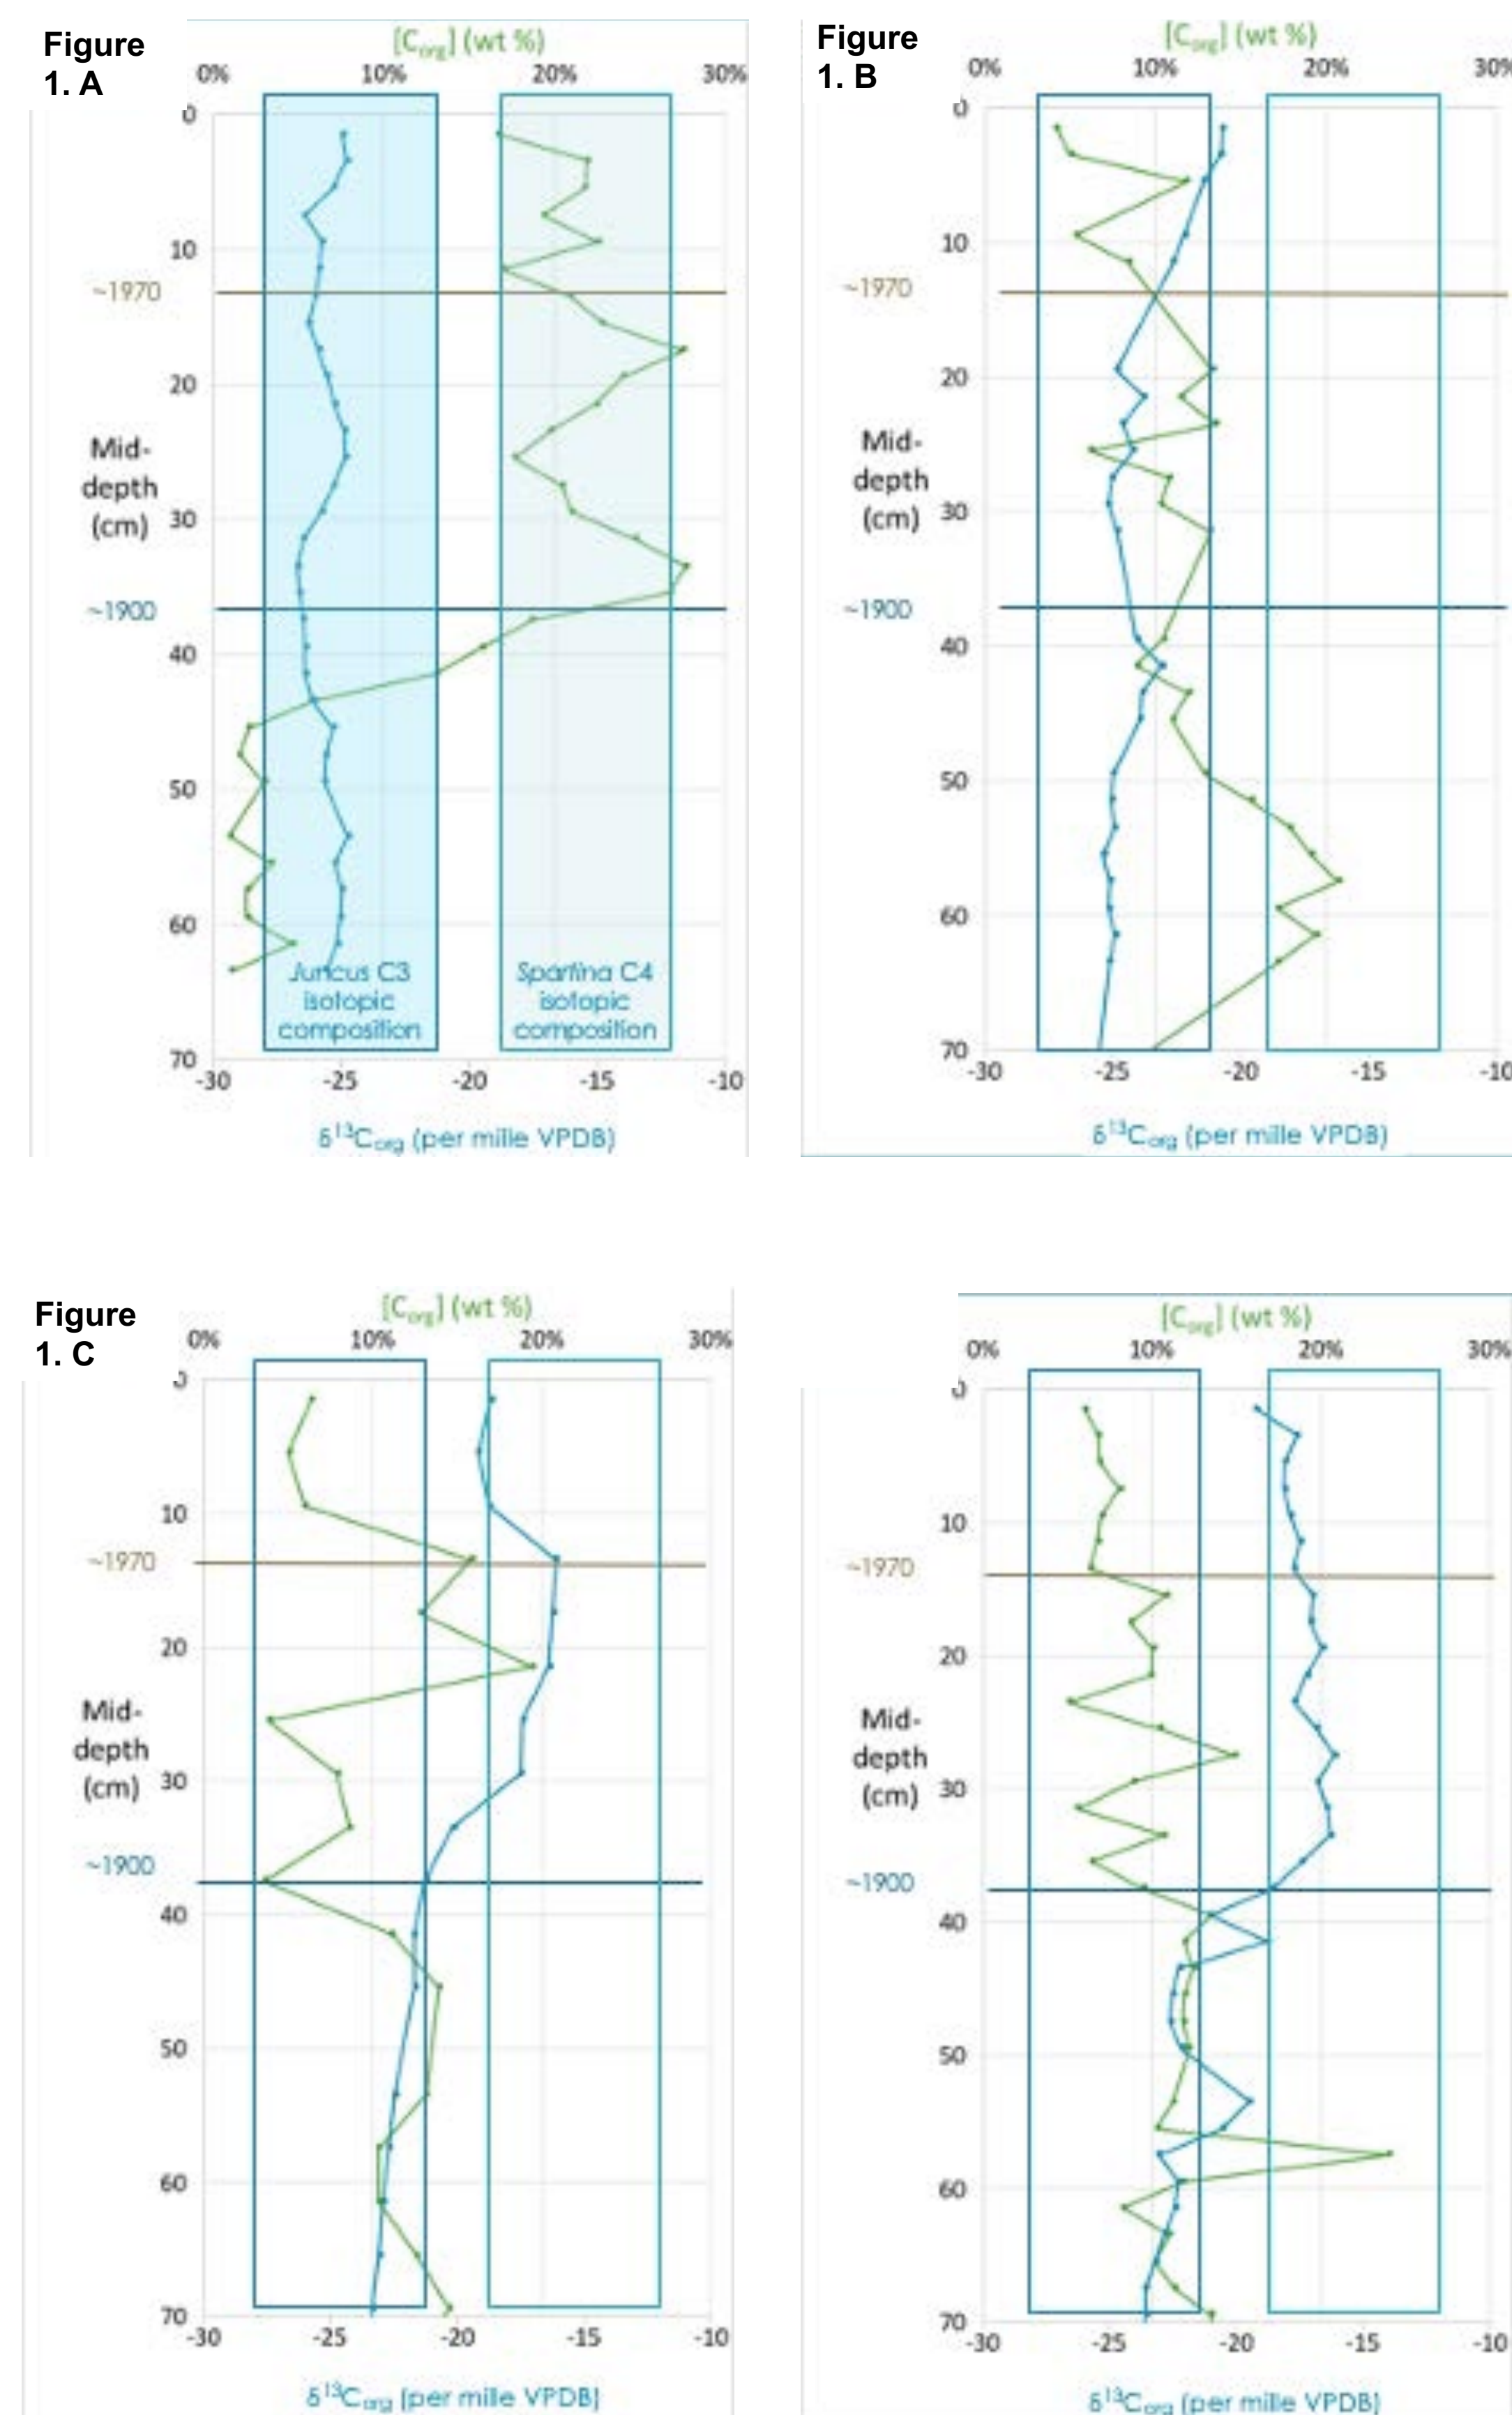 Figure
1. A
[Corg] (wt %)
0% 10% 20% 30%
0
10
~1970
20
Mid-
depth
(cm)
30
~1900
40
50
60
Juncus C3
isotopic
composition
Spartina C4
isotopic
composition
70
-30 -25 -20 -15 -10
δ13Corg (per mille VPDB)
Figure
1. B
[Corg] (wt %)
0% 10% 20% 30%
0
10
~1970
20
Mid-
depth
(cm)
30
~1900
40
50
60
70
-30 -25 -20 -15 -10
δ13Corg (per mille VPDB)
Figure
1. C
[Corg] (wt %)
0% 10% 20% 30%
10
~1970
20
Mid-
depth
(cm)
30
~1900
40
50
60
70
-30 -25 -20 -15 -10
δ13Corg (per mille VPDB)
[Corg] (wt %)
0% 10% 20% 30%
0
10
~1970
20
Mid-
depth
(cm)
30
~1900
40
50
60
70
-30 -25 -20 -15 -10
δ13Corg (per mille VPDB)